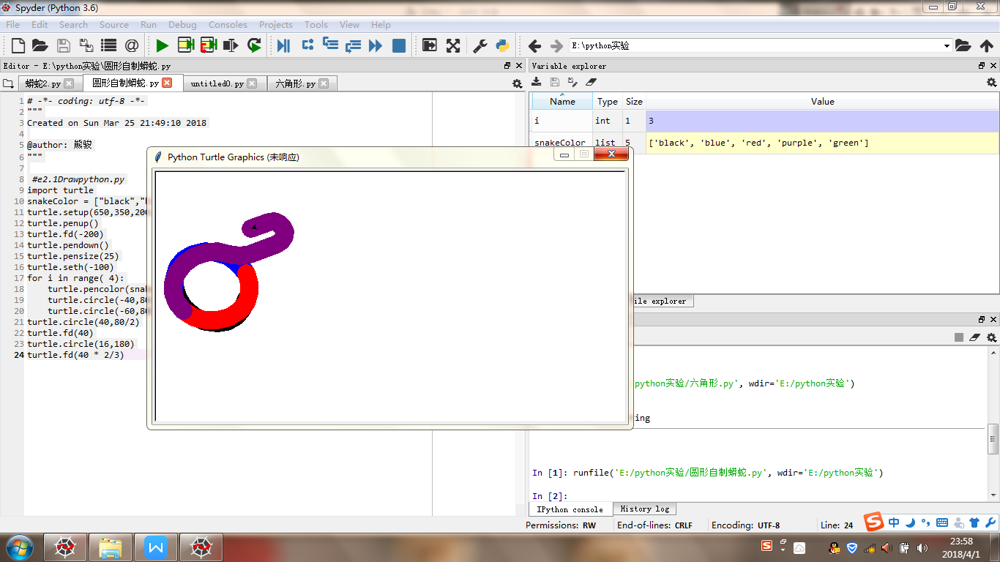 Spyder (Python 3.6)
File Edit Search Source Run Debug Consoles Projects Tools View Help
E:\python实验
Editor - E:\python实验\圆形自制蟒蛇.py
蟒蛇2.py 圆形自制蟒蛇.py untitled0.py 六角形.py
1 # -*- coding: utf-8 -*-
2 """
3 Created on Sun Mar 25 21:49:10 2018
4
5 @author: 熊骏
6 """
7
8 #e2.1Drawpython.py
9 import turtle
10 snakeColor = ["black","
11 turtle.setup(650,350,200
12 turtle.penup()
13 turtle.fd(-200)
14 turtle.pendown()
15 turtle.pensize(25)
16 turtle.seth(-100)
17 for i in range( 4):
18 turtle.pencolor(sna
19 turtle.circle(-40,80
20 turtle.circle(-60,80
21 turtle.circle(40,80/2)
22 turtle.fd(40)
23 turtle.circle(16,180)
24 turtle.fd(40 * 2/3)
Python Turtle Graphics (未响应)
Variable explorer
Name Type Size Value
i int 1 3
snakeColor list 5 ['black', 'blue', 'red', 'purple', 'green']
ile explorer
python实验/六角形.py', wdir='E:/python实验')
ing
In [1]: runfile('E:/python实验/圆形自制蟒蛇.py', wdir='E:/python实验')
In [2]:
IPython console History log
Permissions: RW End-of-lines: CRLF Encoding: UTF-8 Line: 24
中
23:58
2018/4/1